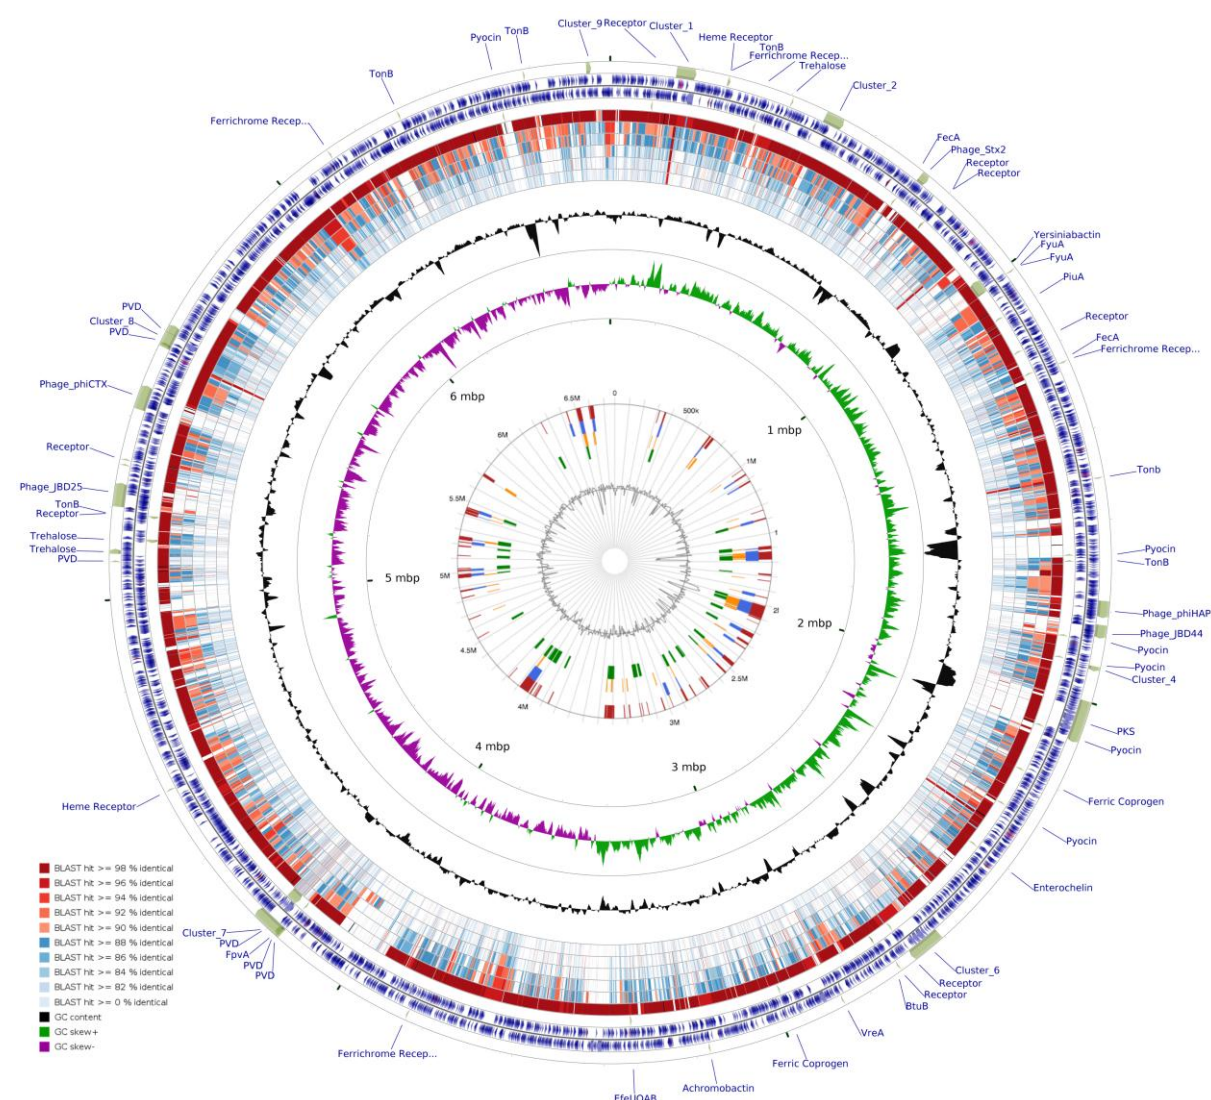 Cluster_9
Receptor
Cluster_1
Heme Receptor
TonB
Ferrichrome Recep...
Trehalose
Cluster_2
FecA
Phage_Stx2
Receptor
Receptor
Yersiniabactin
FyuA
FyuA
PiuA
Receptor
FecA
Ferrichrome Recep...
Tonb
Pyocin
TonB
Phage_phiHAP
Phage_JBD44
Pyocin
Pyocin
Cluster_4
PKS
Pyocin
Ferric Coprogen
Pyocin
Enterochelin
Cluster_6
Receptor
Receptor
BtuB
VreA
Ferric Coprogen
Achromobactin
EfeUOAB
Ferrichrome Recep...
PVD
PVD
FpvA
PVD
Cluster_7
Heme Receptor
PVD
Trehalose
Trehalose
Receptor
TonB
Phage_JBD25
Receptor
Phage_phiCTX
PVD
Cluster_8
PVD
Ferrichrome Recep...
TonB
Pyocin
TonB
1 mbp
2 mbp
3 mbp
4 mbp
5 mbp
6 mbp
0
500k
1M
1
2
2.5M
3M
4M
4.5M
5M
5.5M
6M
6.5M
BLAST hit >= 98 % identical
BLAST hit >= 96 % identical
BLAST hit >= 94 % identical
BLAST hit >= 92 % identical
BLAST hit >= 90 % identical
BLAST hit >= 88 % identical
BLAST hit >= 86 % identical
BLAST hit >= 84 % identical
BLAST hit >= 82 % identical
BLAST hit >= 0 % identical
GC content
GC skew+
GC skew-